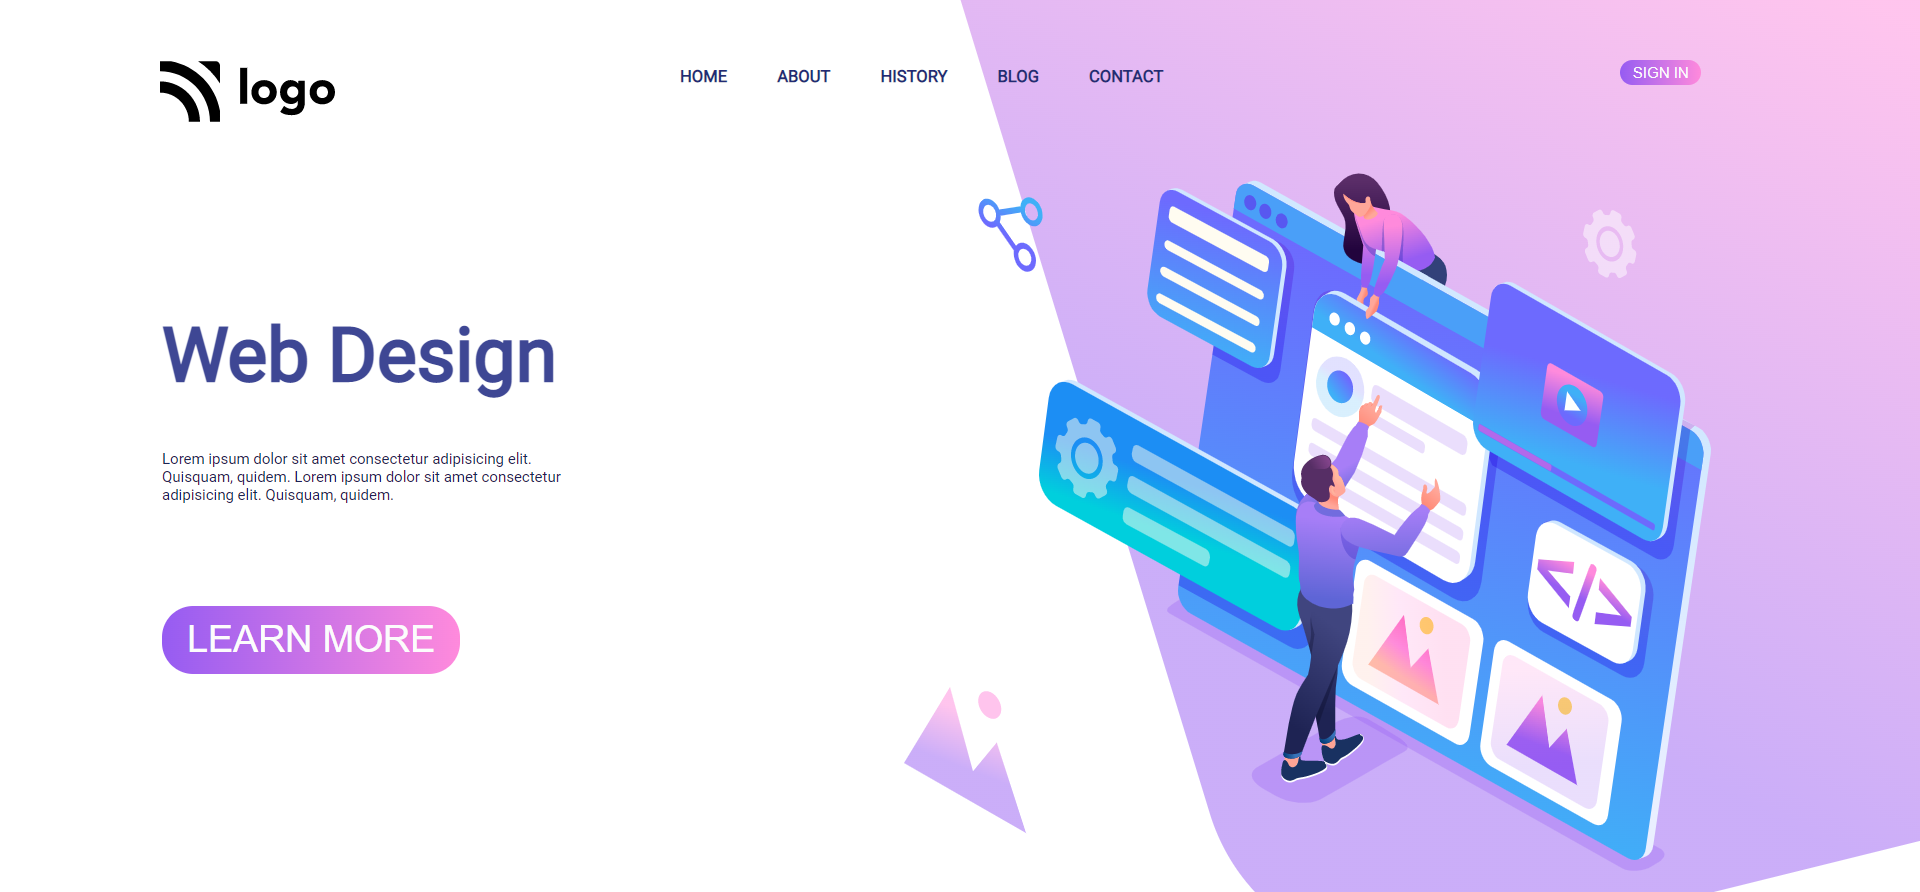 logo
HOME ABOUT HISTORY BLOG CONTACT
SIGN IN
Web Design
Lorem ipsum dolor sit amet consectetur adipisicing elit.
Quisquam, quidem. Lorem ipsum dolor sit amet consectetur
adipisicing elit. Quisquam, quidem.
LEARN MORE
</>